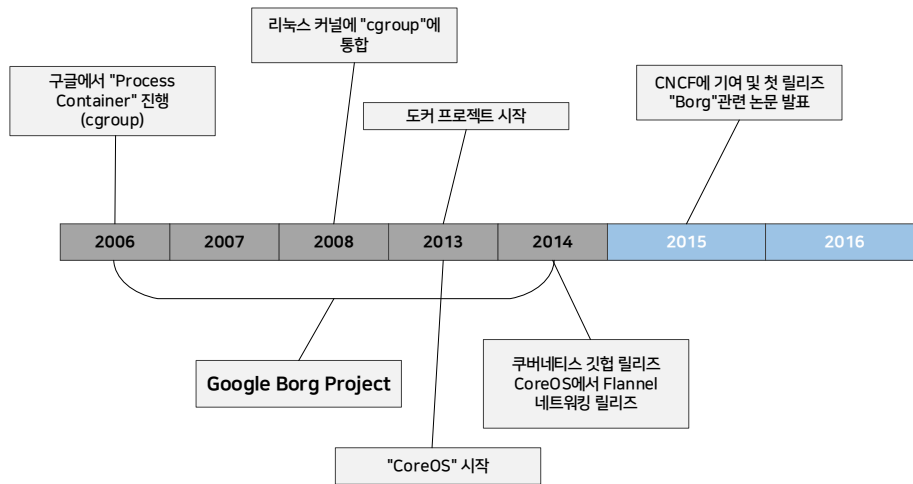 리눅스 커널에 "cgroup"에
통합
구글에서 "Process
Container" 진행
(cgroup)
CNCF에 기여 및 첫 릴리즈
"Borg"관련 논문 발표
도커 프로젝트 시작
2006
2007
2008
2013
2014
2015
2016
Google Borg Project
쿠버네티스 깃헙 릴리즈
CoreOS에서 Flannel
네트워킹 릴리즈
"CoreOS" 시작